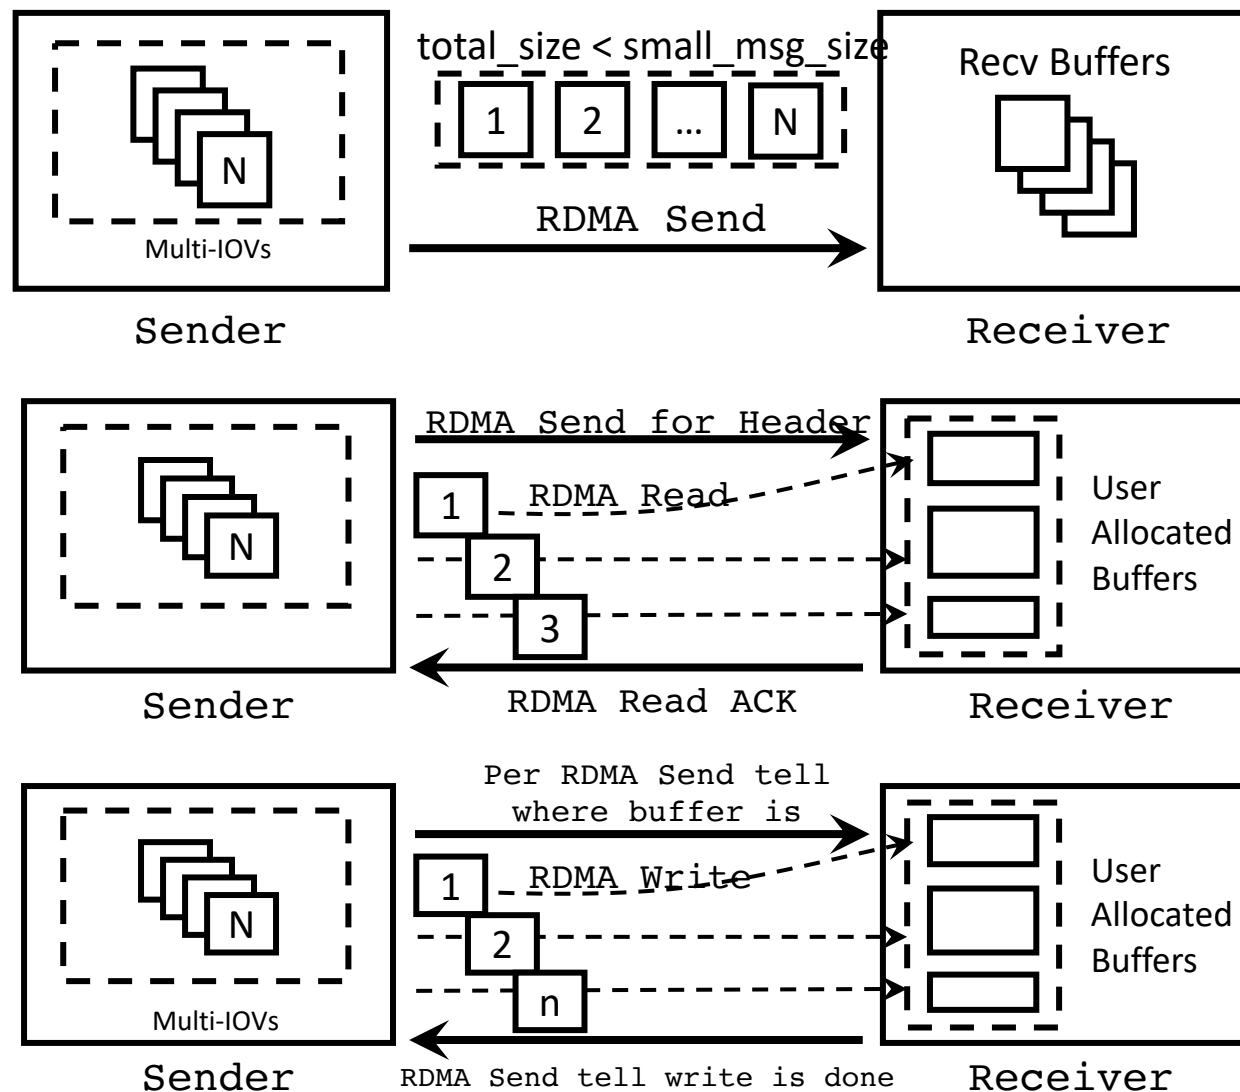 total_size < small_msg_size
1
2
...
N
N
Multi-IOVs
RDMA Send
Recv Buffers
Sender
Receiver
RDMA Send for Header
N
1
RDMA Read
2
3
User
Allocated
Buffers
RDMA Read ACK
Sender
Receiver
Per RDMA Send tell
where buffer is
N
Multi-IOVs
1
RDMA Write
2
n
User
Allocated
Buffers
RDMA Send tell write is done
Sender
Receiver